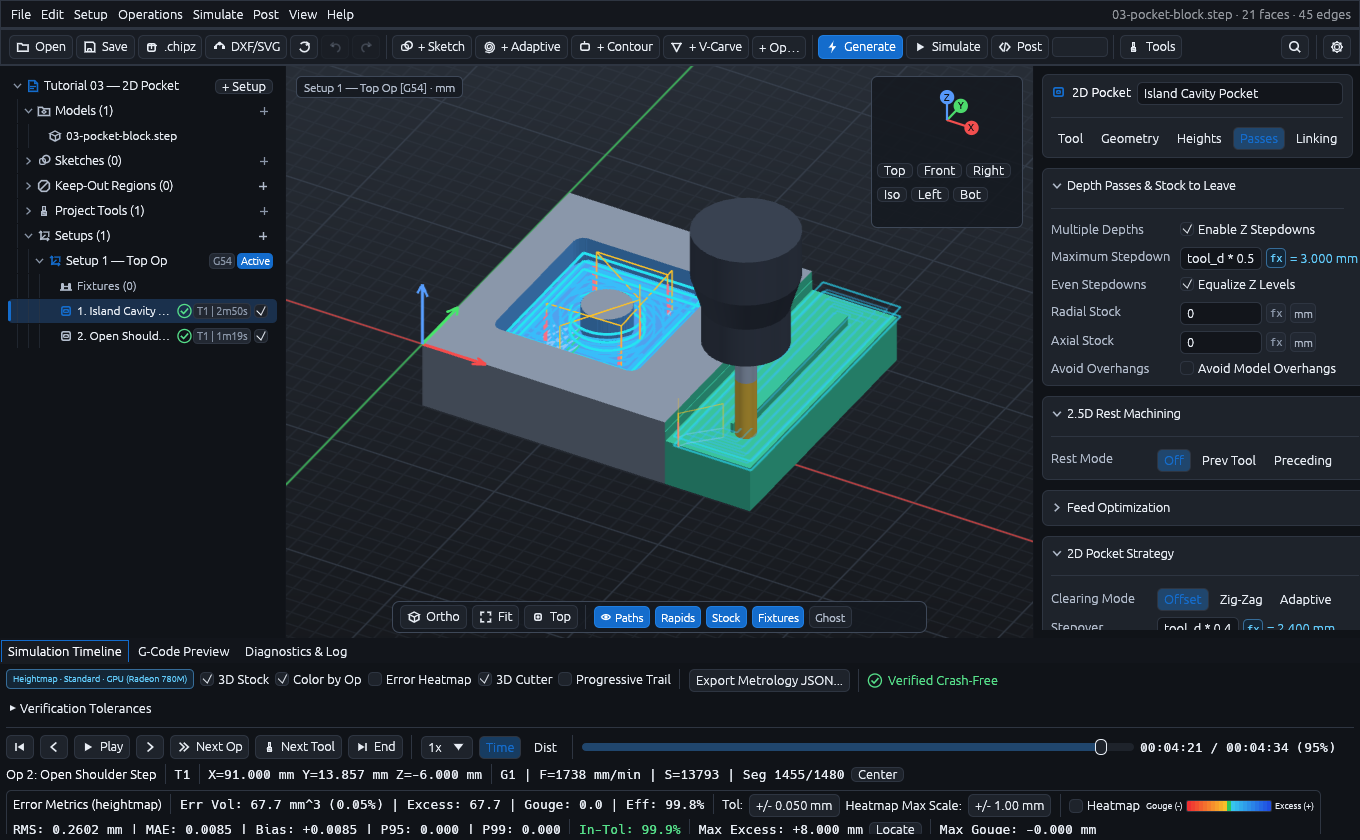 File Edit Setup Operations Simulate Post View Help
03-pocket-block.step · 21 faces · 45 edges
Open Save .chipz DXF/SVG + Sketch + Adaptive + Contour + V-Carve + Op... Generate Simulate Post Tools
Tutorial 03 — 2D Pocket + Setup
Models (1) +
03-pocket-block.step
Sketches (0) +
Keep-Out Regions (0) +
Project Tools (1) +
Setups (1) +
Setup 1 — Top Op G54 Active
Fixtures (0)
1. Island Cavity ... T1 | 2m50s
2. Open Should... T1 | 1m19s
Setup 1 — Top Op [G54] · mm
Z
Y
X
Top Front Right
Iso Left Bot
Ortho Fit Top Paths Rapids Stock Fixtures Ghost
2D Pocket Island Cavity Pocket
Tool Geometry Heights Passes Linking
Depth Passes & Stock to Leave
Multiple Depths Enable Z Stepdowns
Maximum Stepdown tool_d * 0.5 fx = 3.000 mm
Even Stepdowns Equalize Z Levels
Radial Stock 0 fx mm
Axial Stock 0 fx mm
Avoid Overhangs Avoid Model Overhangs
2.5D Rest Machining
Rest Mode Off Prev Tool Preceding
Feed Optimization
2D Pocket Strategy
Clearing Mode Offset Zig-Zag Adaptive
Stepover tool_d * 0.4 fx = 2.400 mm
Simulation Timeline G-Code Preview Diagnostics & Log
Heightmap · Standard · GPU (Radeon 780M) 3D Stock Color by Op Error Heatmap 3D Cutter Progressive Trail Export Metrology JSON... Verified Crash-Free
Verification Tolerances
Play Next Op Next Tool End 1x Time Dist 00:04:21 / 00:04:34 (95%)
Op 2: Open Shoulder Step T1 X=91.000 mm Y=13.857 mm Z=-6.000 mm G1 | F=1738 mm/min | S=13793 | Seg 1455/1480 Center
Error Metrics (heightmap) Err Vol: 67.7 mm^3 (0.05%) | Excess: 67.7 | Gouge: 0.0 | Eff: 99.8% Tol: +/- 0.050 mm Heatmap Max Scale: +/- 1.00 mm Heatmap Gouge (-) Excess (+)
RMS: 0.2602 mm | MAE: 0.0085 | Bias: +0.0085 | P95: 0.000 | P99: 0.000 In-Tol: 99.9% Max Excess: +8.000 mm Locate Max Gouge: -0.000 mm